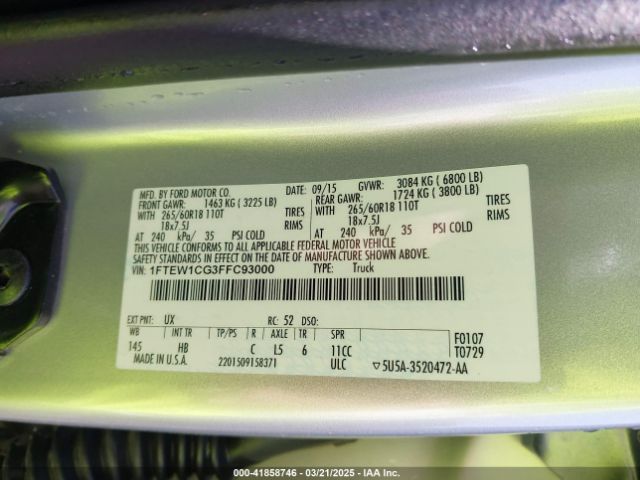 MFD. BY FORD MOTOR CO.
DATE: 09/15 GVWR: 3084 KG ( 6800 LB)
FRONT GAWR: 1463 KG ( 3225 LB)
REAR GAWR: 1724 KG ( 3800 LB)
WITH 265/60R18 110T TIRES
WITH 265/60R18 110T TIRES
18x7.5J RIMS
18x7.5J RIMS
AT 240 kPa/ 35 PSI COLD
AT 240 kPa/ 35 PSI COLD
THIS VEHICLE CONFORMS TO ALL APPLICABLE FEDERAL MOTOR VEHICLE
SAFETY STANDARDS IN EFFECT ON THE DATE OF MANUFACTURE SHOWN ABOVE.
VIN: 1FTEW1CG3FFC93000 TYPE: Truck
EXT PNT: UX RC: 52 DSO:
WB INT TR TP/PS R AXLE TR SPR
145 HB C L5 6 11CC
F0107
T0729
MADE IN U.S.A. 2201509158371 ULC 5U5A-3520472-AA
000-41858746 — 03/21/2025 — IAA Inc.